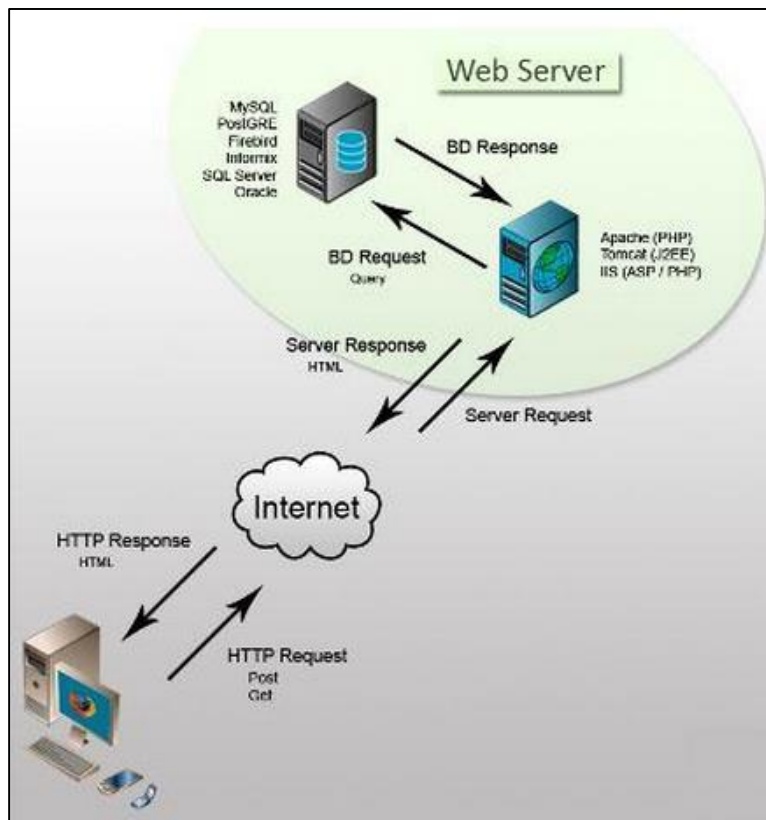 Web Server
MySQL
PostGRE
Firebird
Informix
SQL Server
Oracle
BD Response
Apache (PHP)
Tomcat (J2EE)
IIS (ASP / PHP)
BD Request
Query
Server Response
HTML
Server Request
Internet
HTTP Response
HTML
HTTP Request
Post
Get